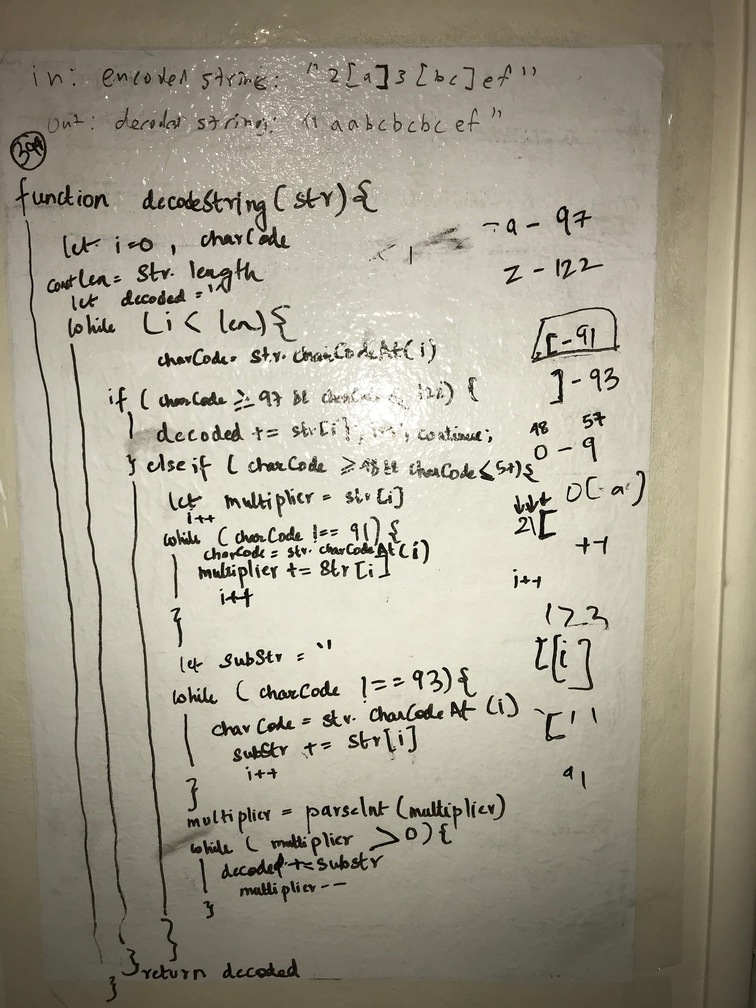 in: encoded string: "2[a]3[bc]ef"
out: decoded string: "aabcbcbcef"
394
function decodeString(str){
let i=0, charCode
const len = str.length
let decoded = ''
while (i < len){
charCode = str.charCodeAt(i)
if (charCode ≥ 97 && charCode ≤ 122) {
decoded += str[i]; i++; continue;
} else if (charCode ≥ 48 && charCode ≤ 57){
let multiplier = str[i]
i++
while (charCode !== 91){
charCode = str.charCodeAt(i)
multiplier += str[i]
i++
}
let subStr = ''
while (charCode !== 93){
charCode = str.charCodeAt(i)
subStr += str[i]
i++
}
multiplier = parseInt(multiplier)
while (multiplier > 0){
decoded += substr
multiplier--
}
}
}
return decoded
}
a - 97
z - 122
[ - 91
] - 93
48 57
0 - 9
0[a]
21[
++
i++
123
[[i]
'[''
91